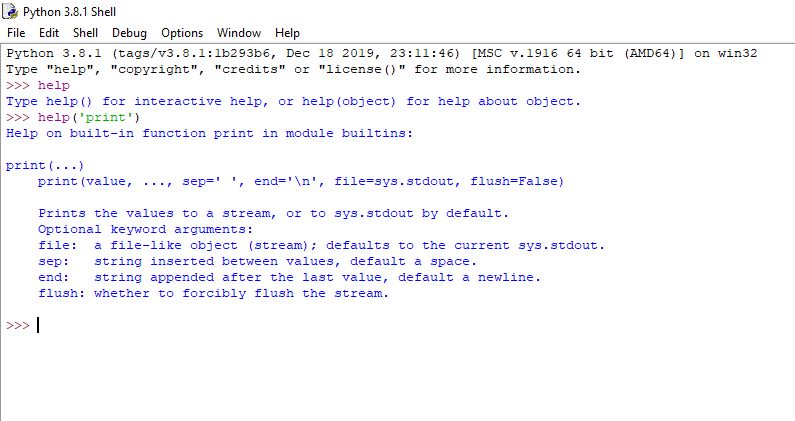 Python 3.8.1 Shell
File Edit Shell Debug Options Window Help
Python 3.8.1 (tags/v3.8.1:1b293b6, Dec 18 2019, 23:11:46) [MSC v.1916 64 bit (AMD64)] on win32
Type "help", "copyright", "credits" or "license()" for more information.
>>> help
Type help() for interactive help, or help(object) for help about object.
>>> help('print')
Help on built-in function print in module builtins:

print(...)
    print(value, ..., sep=' ', end='\n', file=sys.stdout, flush=False)

    Prints the values to a stream, or to sys.stdout by default.
    Optional keyword arguments:
    file:  a file-like object (stream); defaults to the current sys.stdout.
    sep:   string inserted between values, default a space.
    end:   string appended after the last value, default a newline.
    flush: whether to forcibly flush the stream.

>>>